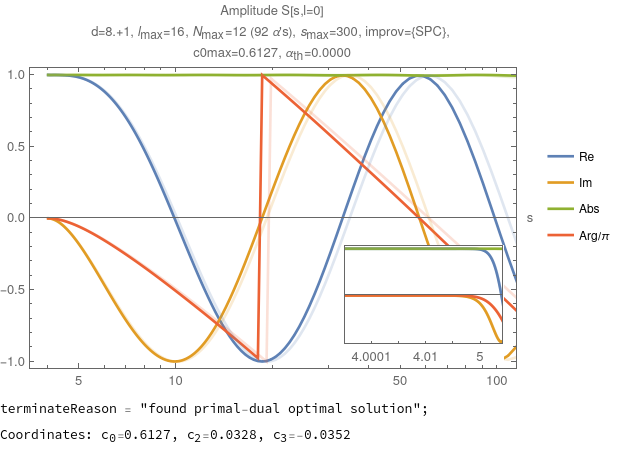 Amplitude S[s,l=0]
d=8.+1, lmax=16, Nmax=12 (92 α's), smax=300, improv={SPC},
c0max=0.6127, αth=0.0000
1.0
0.5
0.0
−0.5
−1.0
s
Re
Im
Abs
Arg/π
4.0001 4.01 5
5 10 50 100
terminateReason = "found primal-dual optimal solution";
Coordinates: c0=0.6127, c2=0.0328, c3=-0.0352